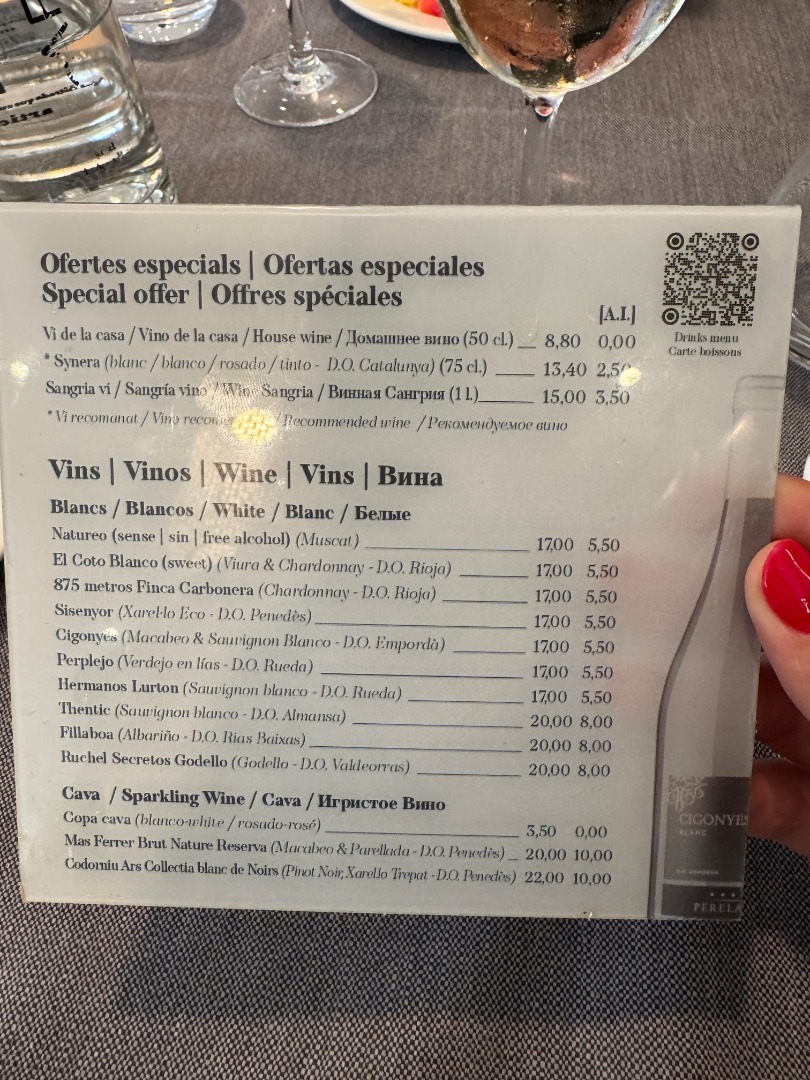 Ofertes especials | Ofertas especiales
Special offer | Offres spéciales
[A.I.]
Drinks menu
Carte boissons
Vi de la casa / Vino de la casa / House wine / Домашнее вино (50 cl.) 8,80 0,00
* Synera (blanc / blanco / rosado / tinto - D.O. Catalunya) (75 cl.) 13,40 2,50
Sangria vi / Sangría vino / Wine Sangria / Винная Сангрия (1 l.) 15,00 3,50
* Vi recomanat / Vino / Recommended wine / Рекомендуемое вино
Vins | Vinos | Wine | Vins | Вина
Blancs / Blancos / White / Blanc / Белые
Natureo (sense | sin | free alcohol) (Muscat) 17,00 5,50
El Coto Blanco (sweet) (Viura & Chardonnay - D.O. Rioja) 17,00 5,50
875 metros Finca Carbonera (Chardonnay - D.O. Rioja) 17,00 5,50
Sisenyor (Xarel·lo Eco - D.O. Penedès) 17,00 5,50
Cigonyes (Macabeo & Sauvignon Blanco - D.O. Empordà) 17,00 5,50
Perplejo (Verdejo en lías - D.O. Rueda) 17,00 5,50
Hermanos Lurton (Sauvignon blanco - D.O. Rueda) 17,00 5,50
Thentic (Sauvignon blanco - D.O. Almansa) 20,00 8,00
Fillaboa (Albariño - D.O. Rias Baixas) 20,00 8,00
Ruchel Secretos Godello (Godello - D.O. Valdeorras) 20,00 8,00
Cava / Sparkling Wine / Cava / Игристое Вино
Copa cava (blanco-white / rosado-rosé) 3,50 0,00
Mas Ferrer Brut Nature Reserva (Macabeo & Parellada - D.O. Penedès) 20,00 10,00
Codorniu Ars Collectia blanc de Noirs (Pinot Noir, Xarello Trepat - D.O. Penedès) 22,00 10,00
CIGONYES
BLANC
PERELA